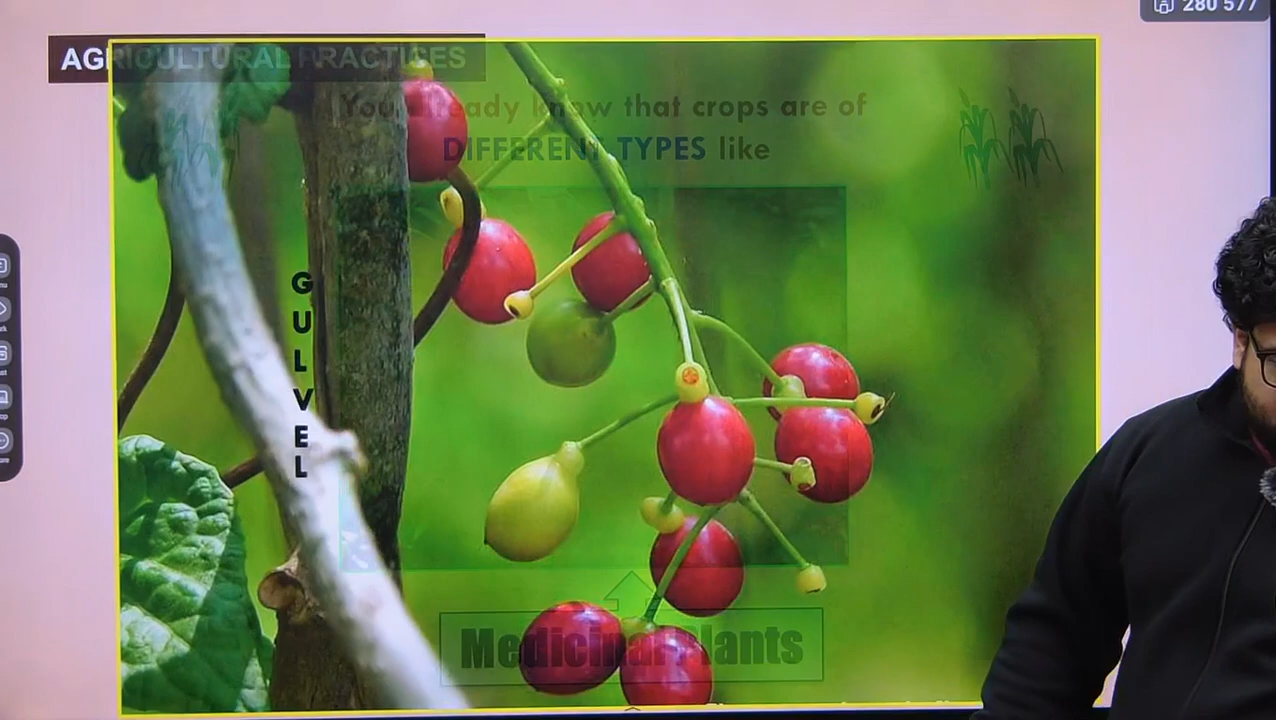 280 577
AGRICULTURAL PRACTICES
You already know that crops are of
DIFFERENT TYPES like
GULVEL
Medicinal Plants